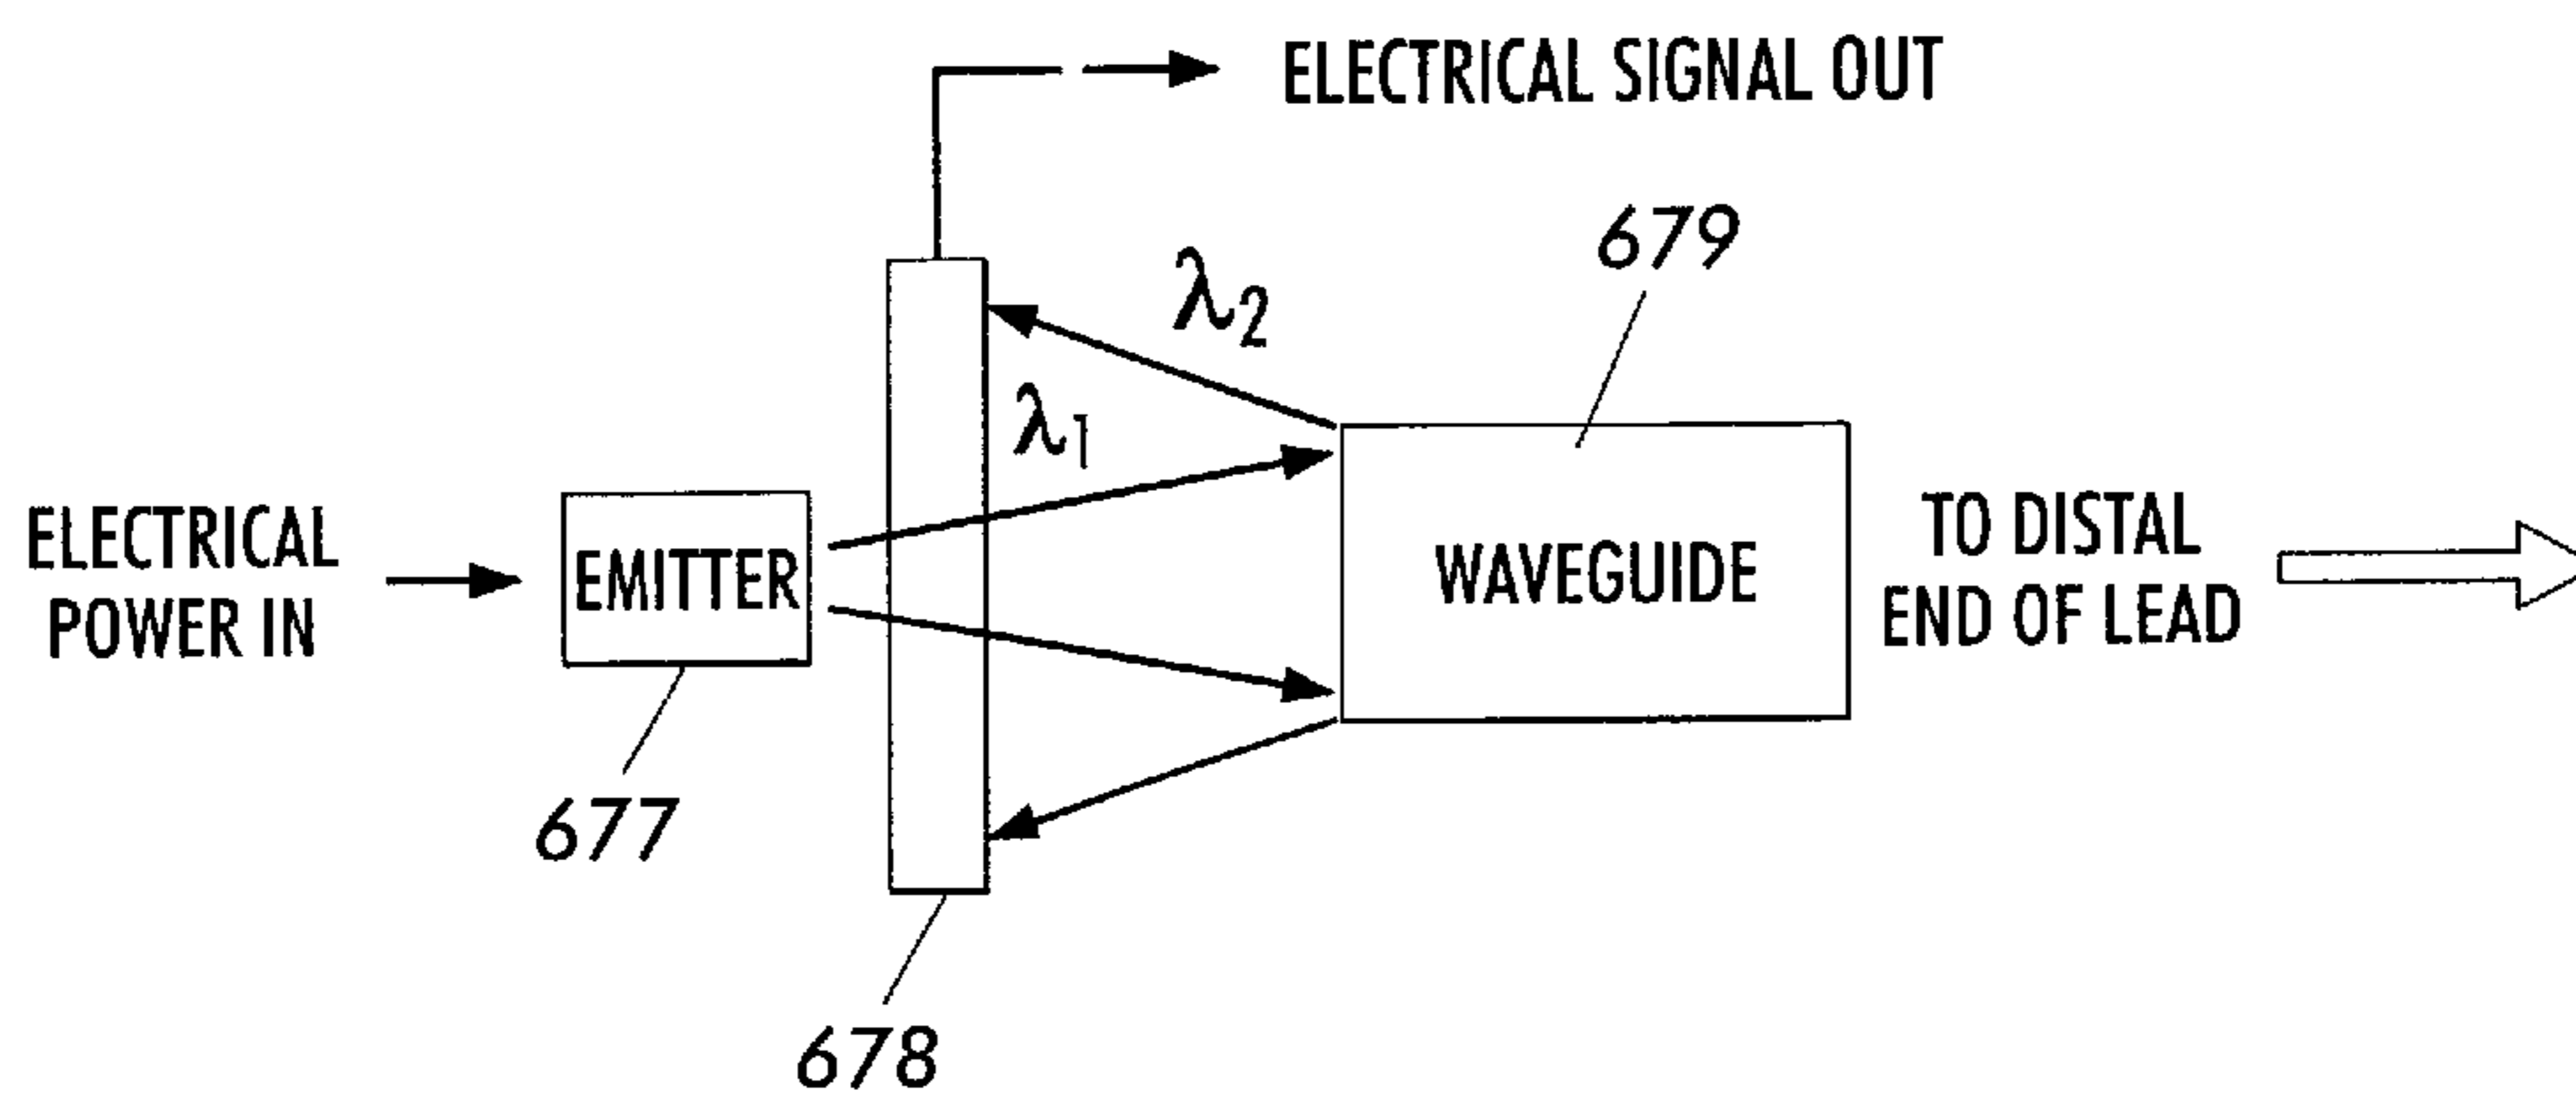 ELECTRICAL SIGNAL OUT
679
λ2
λ1
ELECTRICAL
POWER IN
EMITTER
WAVEGUIDE
TO DISTAL
END OF LEAD
677
678